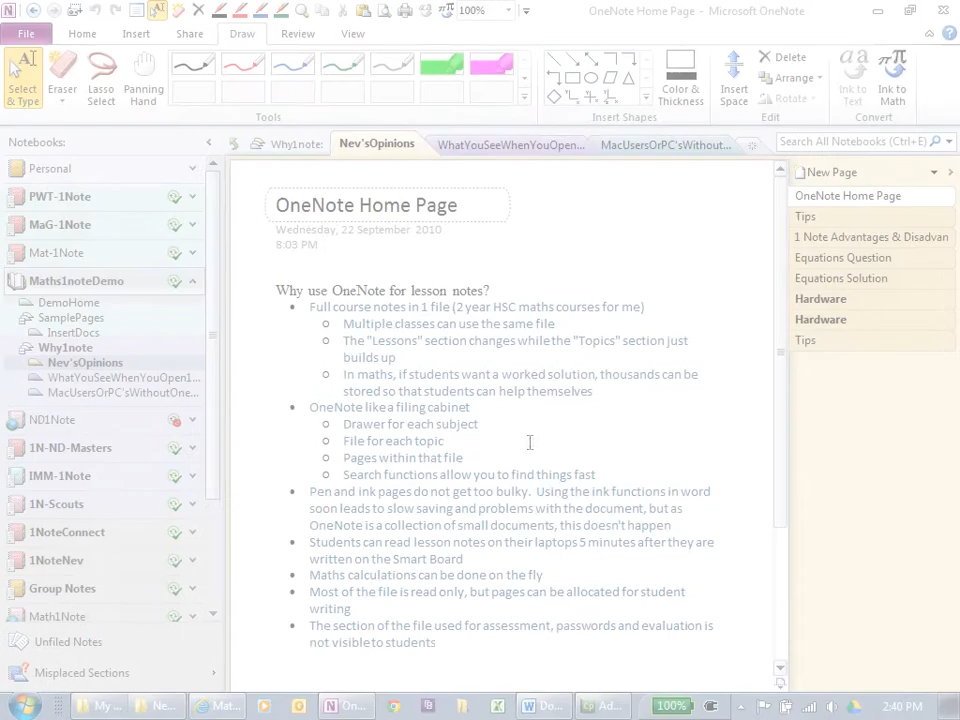 100%
OneNote Home Page - Microsoft OneNote
File Home Insert Share Draw Review View
Select & Type
Eraser
Lasso Select
Panning Hand
Color & Thickness
Insert Space
Delete
Arrange
Rotate
Ink to Text
Ink to Math
Tools Insert Shapes Edit Convert
Notebooks:
Why1note:
Nev'sOpinions
WhatYouSeeWhenYouOpen...
MacUsersOrPC'sWithout...
Search All Notebooks (Ctrl+E)
Personal
PWT-1Note
MaG-1Note
Mat-1Note
Maths1noteDemo
DemoHome
SamplePages
InsertDocs
Why1note
Nev'sOpinions
WhatYouSeeWhenYouOpen1...
MacUsersOrPC'sWithoutOne...
ND1Note
1N-ND-Masters
IMM-1Note
1N-Scouts
1NoteConnect
1NoteNev
Group Notes
Math1Note
Unfiled Notes
Misplaced Sections
OneNote Home Page
Wednesday, 22 September 2010
8:03 PM
Why use OneNote for lesson notes?
Full course notes in 1 file (2 year HSC maths courses for me)
Multiple classes can use the same file
The "Lessons" section changes while the "Topics" section just
builds up
In maths, if students want a worked solution, thousands can be
stored so that students can help themselves
OneNote like a filing cabinet
Drawer for each subject
File for each topic
Pages within that file
Search functions allow you to find things fast
Pen and ink pages do not get too bulky. Using the ink functions in word
soon leads to slow saving and problems with the document, but as
OneNote is a collection of small documents, this doesn't happen
Students can read lesson notes on their laptops 5 minutes after they are
written on the Smart Board
Maths calculations can be done on the fly
Most of the file is read only, but pages can be allocated for student
writing
The section of the file used for assessment, passwords and evaluation is
not visible to students
New Page
OneNote Home Page
Tips
1 Note Advantages & Disadvan
Equations Question
Equations Solution
Hardware
Hardware
Tips
My ...
Ne...
Mat...
On...
Do...
Ad...
100%
2:40 PM